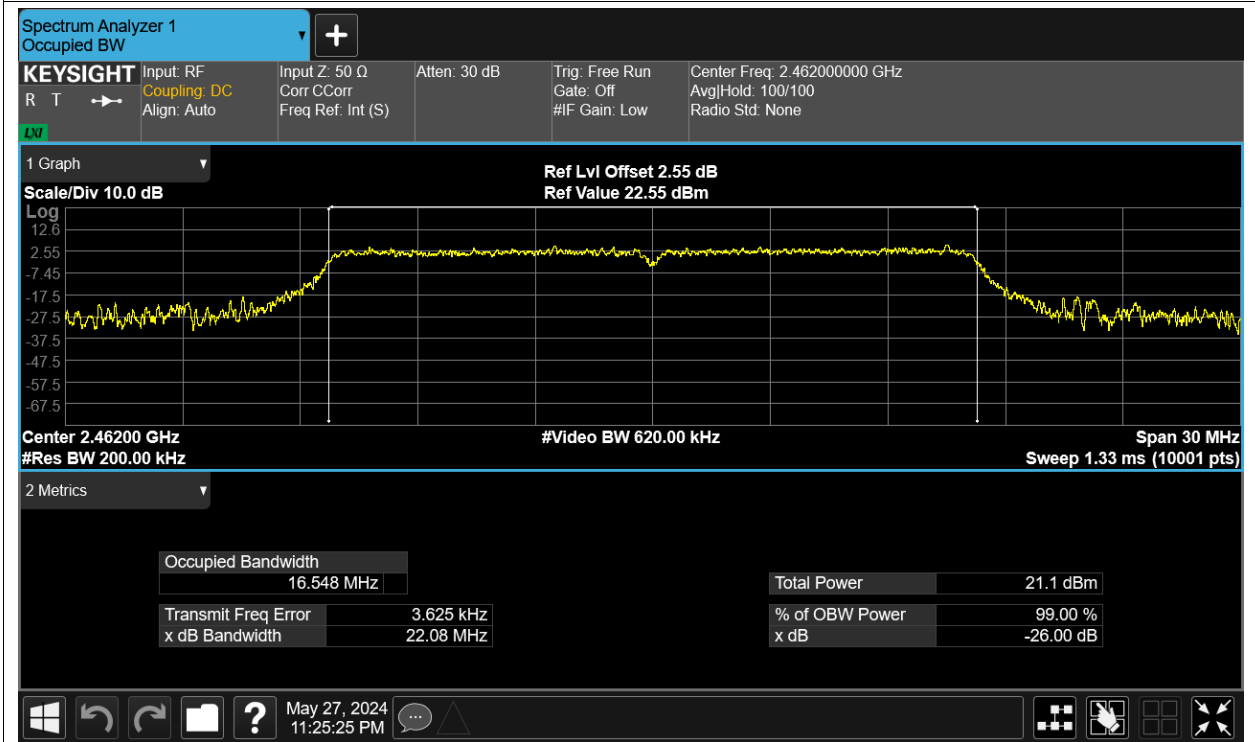 Spectrum Analyzer 1
Occupied BW
KEYSIGHT
R T
LXI
Input: RF
Coupling: DC
Align: Auto
Input Z: 50 Ω
Corr CCorr
Freq Ref: Int (S)
Atten: 30 dB
Trig: Free Run
Gate: Off
#IF Gain: Low
Center Freq: 2.462000000 GHz
Avg|Hold: 100/100
Radio Std: None
1 Graph
Scale/Div 10.0 dB
Ref Lvl Offset 2.55 dB
Ref Value 22.55 dBm
Log
12.6
2.55
-7.45
-17.5
-27.5
-37.5
-47.5
-57.5
-67.5
Center 2.46200 GHz
#Res BW 200.00 kHz
#Video BW 620.00 kHz
Span 30 MHz
Sweep 1.33 ms (10001 pts)
2 Metrics
Occupied Bandwidth
16.548 MHz
Transmit Freq Error 3.625 kHz
x dB Bandwidth 22.08 MHz
Total Power 21.1 dBm
% of OBW Power 99.00 %
x dB -26.00 dB
?
May 27, 2024
11:25:25 PM